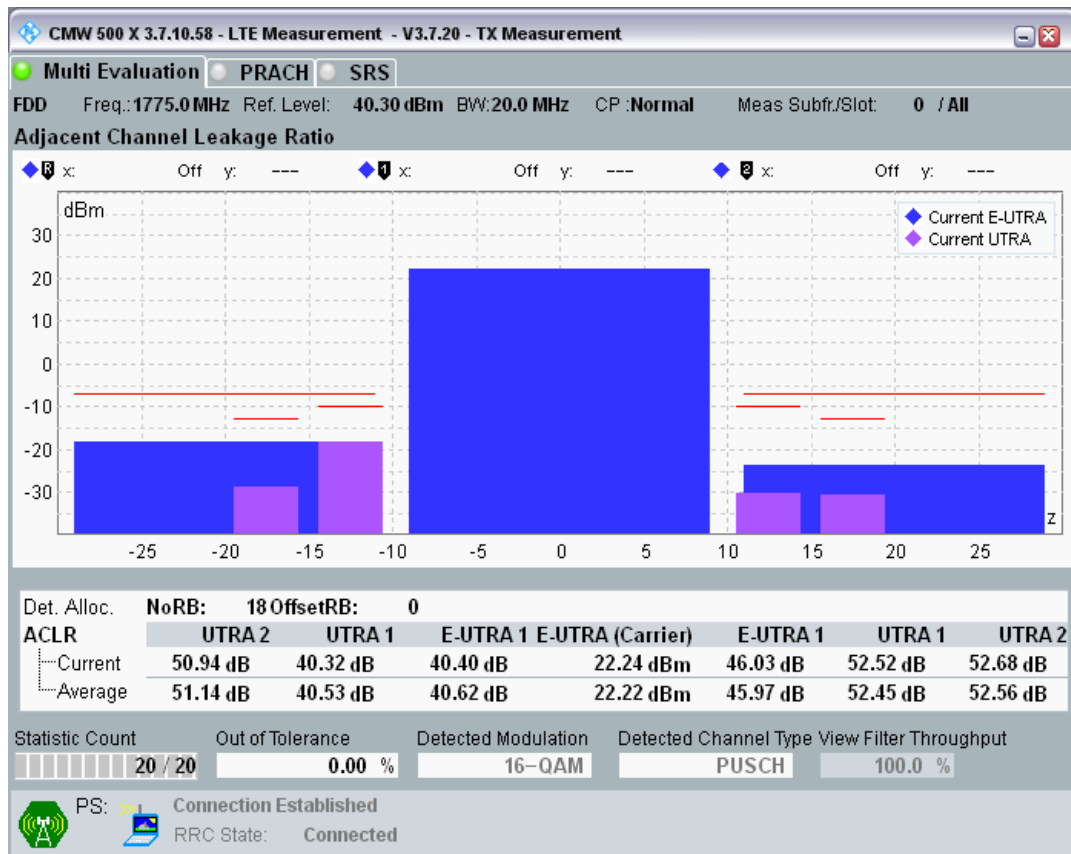 CMW 500 X 3.7.10.58 - LTE Measurement - V3.7.20 - TX Measurement
Multi Evaluation PRACH SRS
FDD Freq.:1775.0 MHz Ref. Level: 40.30 dBm BW:20.0 MHz CP :Normal Meas Subfr./Slot: 0 / All
Adjacent Channel Leakage Ratio
R x: Off y: --- 1 x: Off y: --- 2 x: Off y: ---
dBm
Current E-UTRA
Current UTRA
30
20
10
0
-10
-20
-30
z
-25 -20 -15 -10 -5 0 5 10 15 20 25
Det. Alloc. NoRB: 18 OffsetRB: 0
ACLR UTRA 2 UTRA 1 E-UTRA 1 E-UTRA (Carrier) E-UTRA 1 UTRA 1 UTRA 2
Current 50.94 dB 40.32 dB 40.40 dB 22.24 dBm 46.03 dB 52.52 dB 52.68 dB
Average 51.14 dB 40.53 dB 40.62 dB 22.22 dBm 45.97 dB 52.45 dB 52.56 dB
Statistic Count Out of Tolerance Detected Modulation Detected Channel Type View Filter Throughput
20 / 20 0.00 % 16-QAM PUSCH 100.0 %
PS: Connection Established
RRC State: Connected